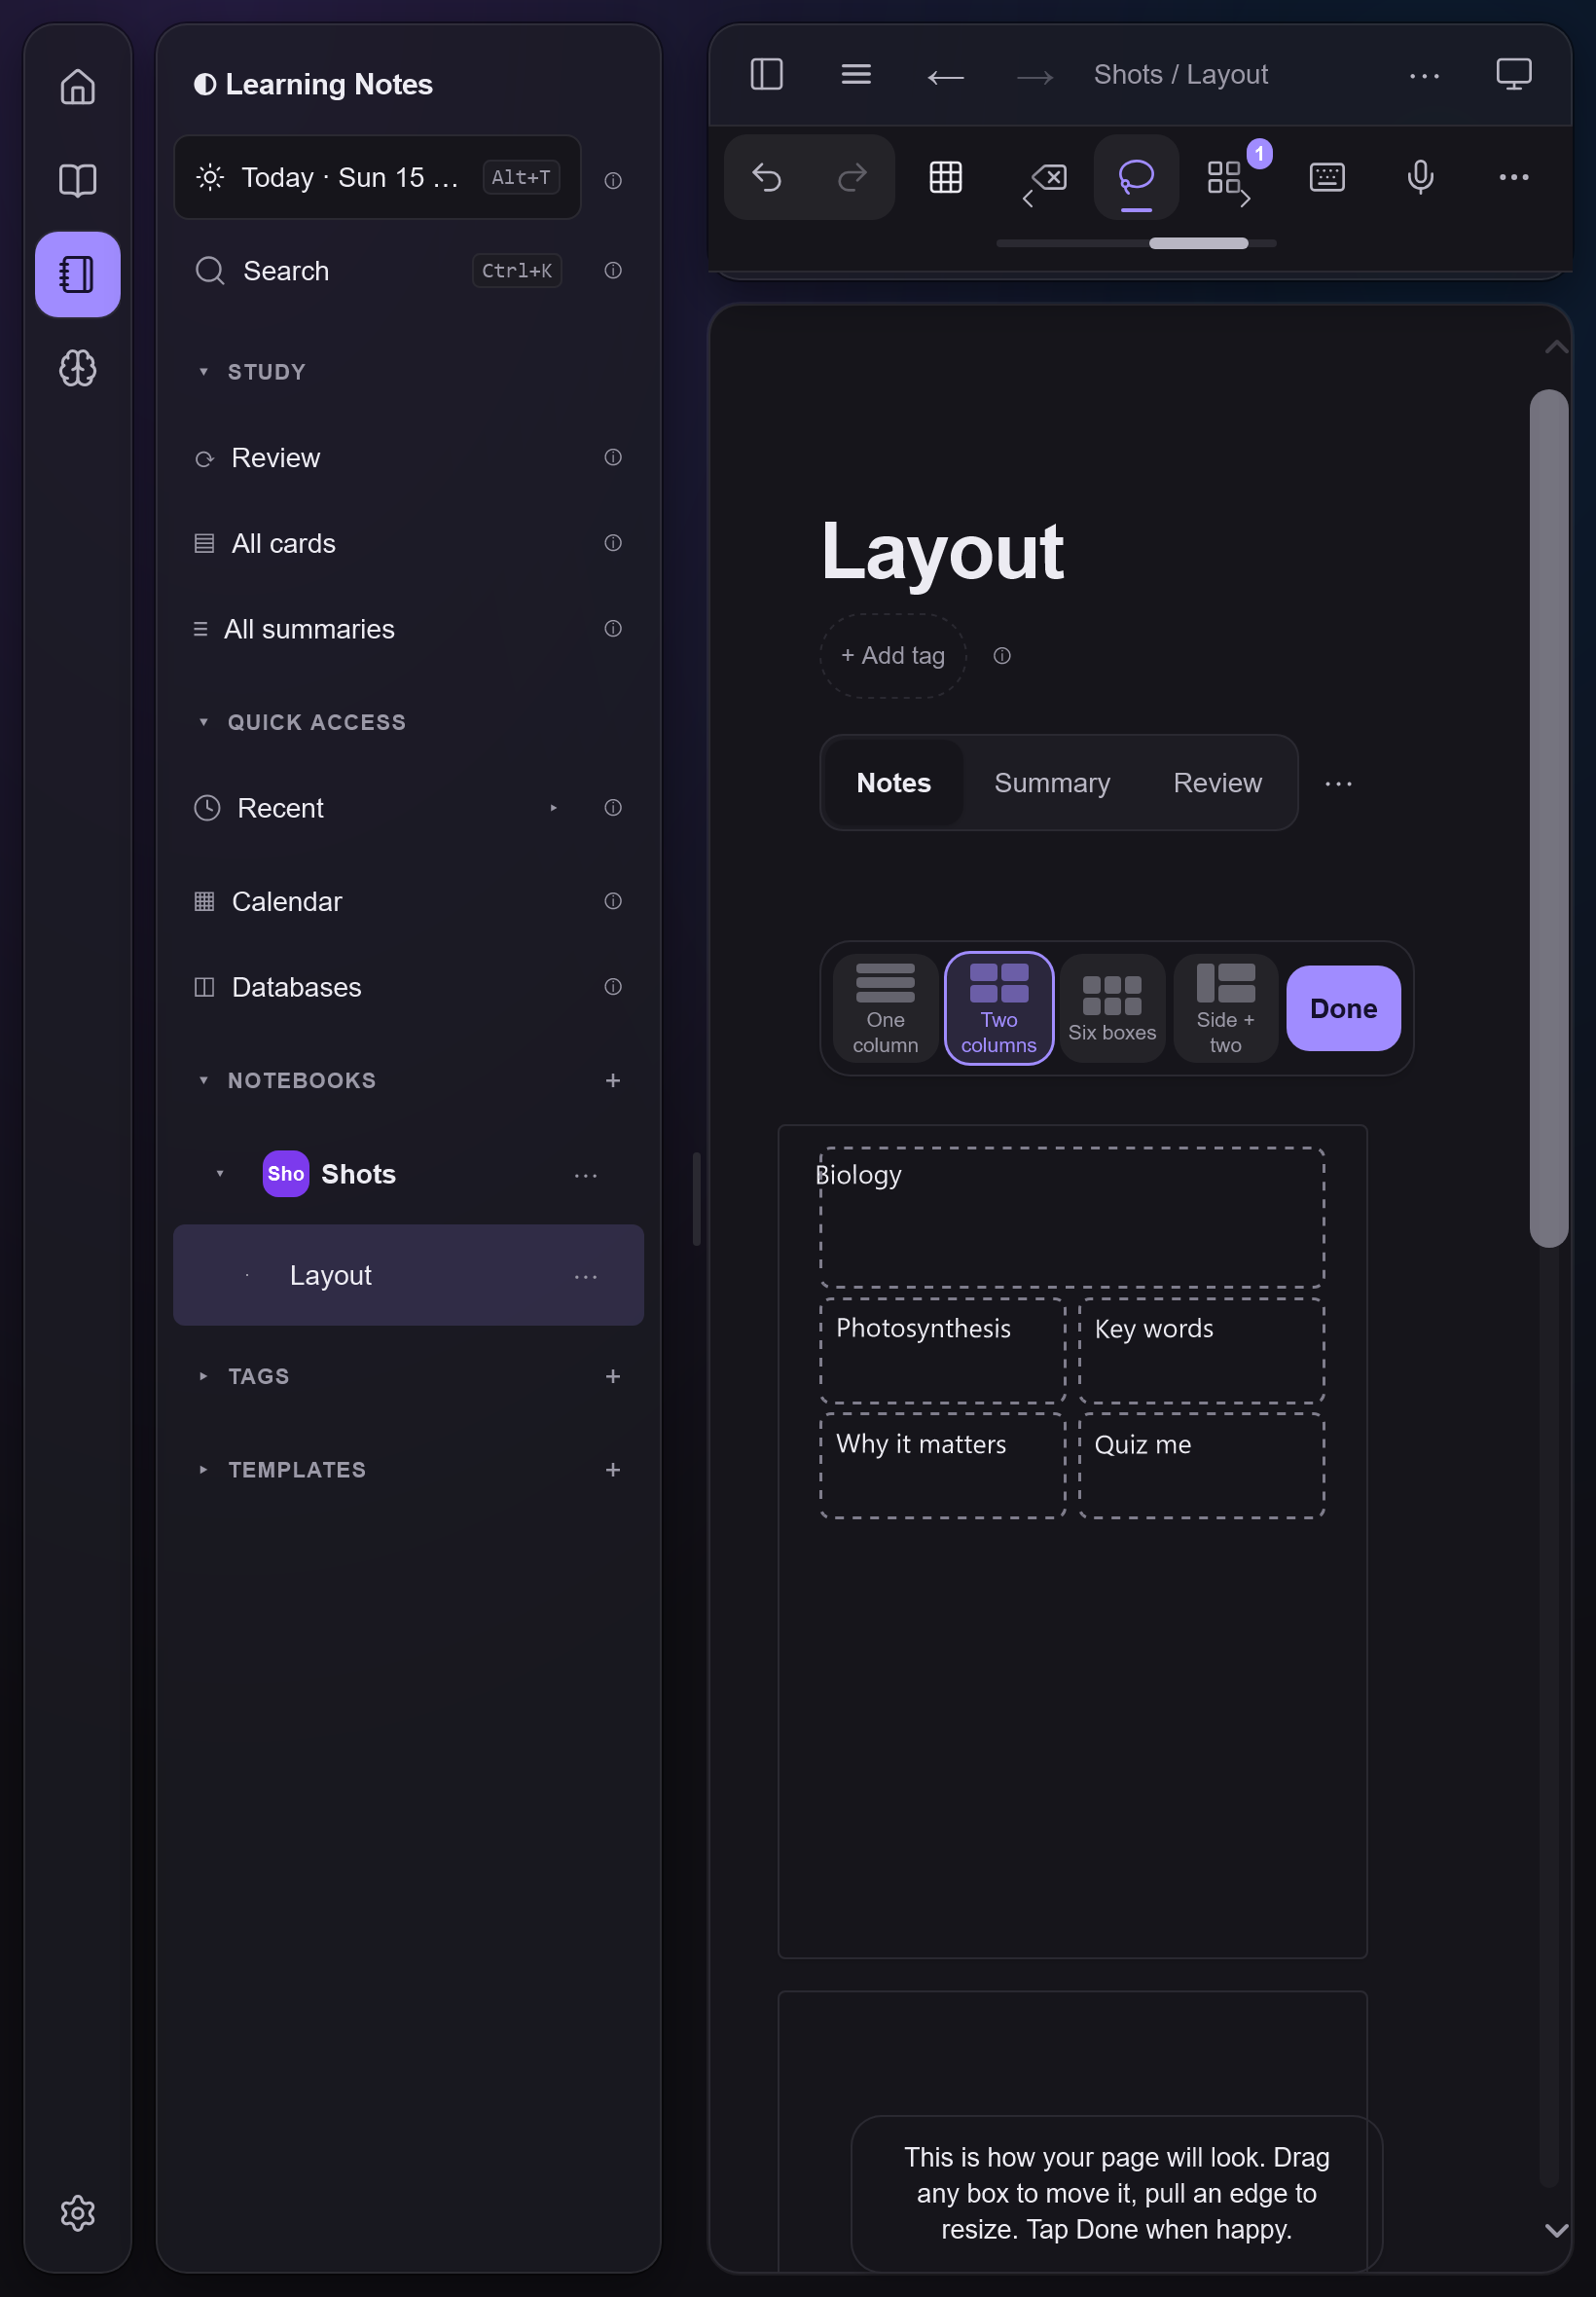 Learning Notes
Today · Sun 15 ... Alt+T
Search Ctrl+K
STUDY
Review
All cards
All summaries
QUICK ACCESS
Recent
Calendar
Databases
NOTEBOOKS
Sho Shots
Layout
TAGS
TEMPLATES
Shots / Layout
1
Layout
+ Add tag
Notes Summary Review
One column
Two columns
Six boxes
Side + two
Done
Biology
Photosynthesis
Key words
Why it matters
Quiz me
This is how your page will look. Drag
any box to move it, pull an edge to
resize. Tap Done when happy.